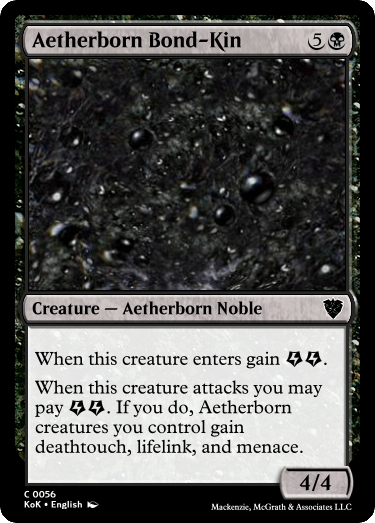 Aetherborn Bond-Kin 5
Creature — Aetherborn Noble
When this creature enters gain .
When this creature attacks you may
pay . If you do, Aetherborn
creatures you control gain
deathtouch, lifelink, and menace.
4/4
C 0056
KoK • English
Mackenzie, McGrath & Associates LLC